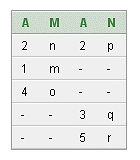 A M A N
2 n 2 p
1 m - -
4 o - -
- - 3 q
- - 5 r